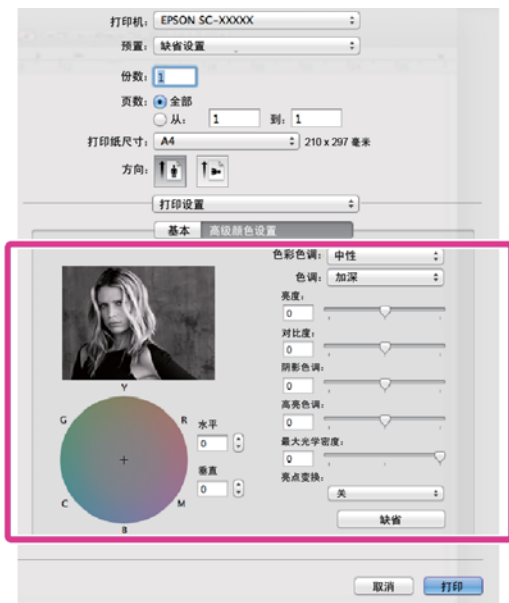 打印机: EPSON SC-XXXXX
预置: 缺省设置
份数: 1
页数: 全部
从: 1 到: 1
打印纸尺寸: A4 210 x 297 毫米
方向:
打印设置
基本 高级颜色设置
色彩色调: 中性
色调: 加深
亮度:
0
对比度:
0
阴影色调:
0
高亮色调:
0
最大光学密度:
0
亮点变换:
关
缺省
Y
G R
C M
B
水平
0
垂直
0
取消 打印